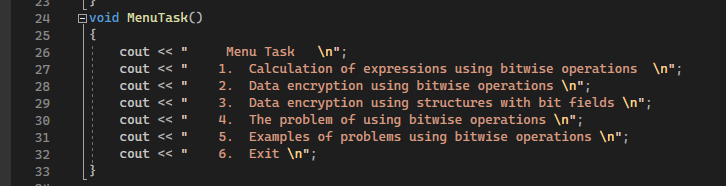 23 }
24 void MenuTask()
25 {
26 cout << "     Menu Task   \n";
27 cout << "    1.  Calculation of expressions using bitwise operations  \n";
28 cout << "    2.  Data encryption using bitwise operations \n";
29 cout << "    3.  Data encryption using structures with bit fields \n";
30 cout << "    4.  The problem of using bitwise operations \n";
31 cout << "    5.  Examples of problems using bitwise operations \n";
32 cout << "    6.  Exit \n";
33 }